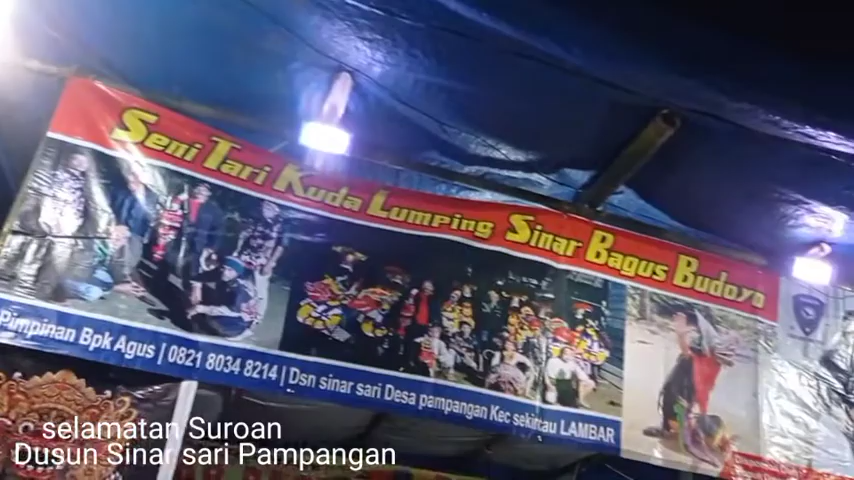 Seni Tari Kuda Lumping Sinar Bagus Budoyo
Pimpinan Bpk Agus | 0821 8034 8214 | Dsn sinar sari Desa pampangan Kec sekincau LAMBAR
selamatan Suroan
Dusun Sinar sari Pampangan